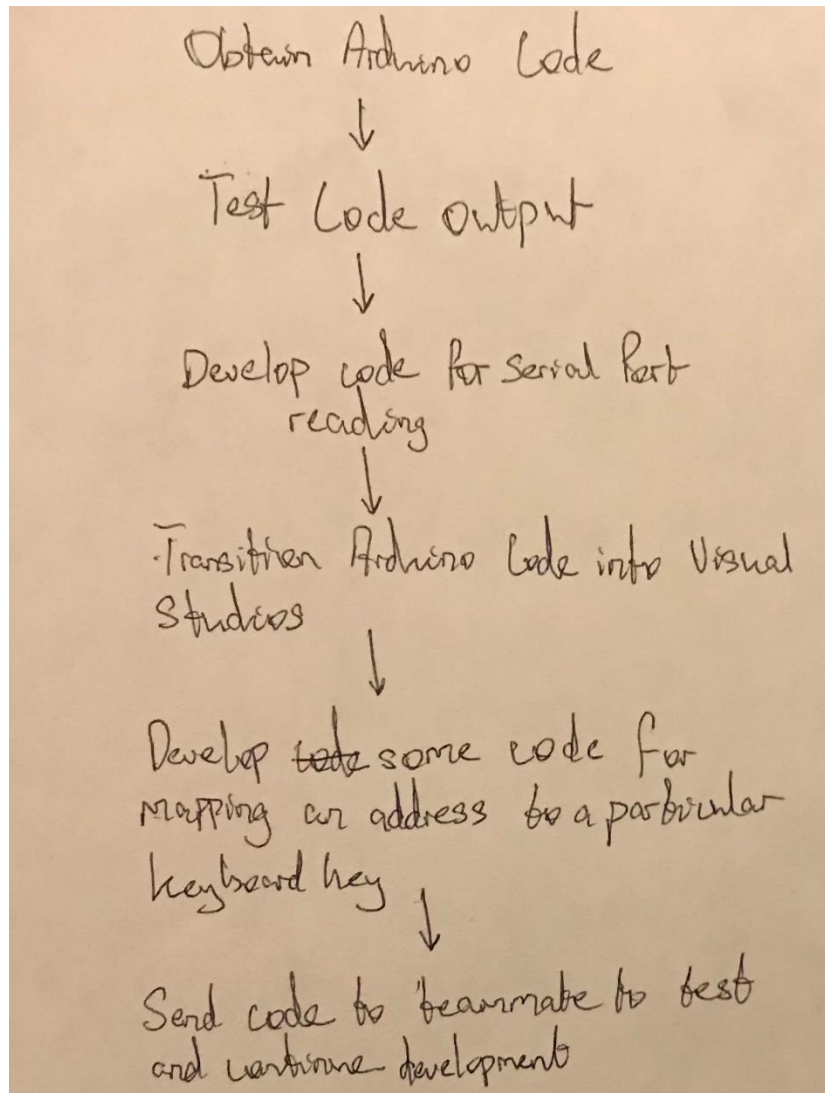 Obtain Arduino Code
↓
Test Code output
↓
Develop code for Serial Port
reading
↓
Transition Arduino Code into Visual
Studios
↓
Develop code some code for
mapping an address to a particular
keyboard key
↓
Send code to teammate to test
and continue development